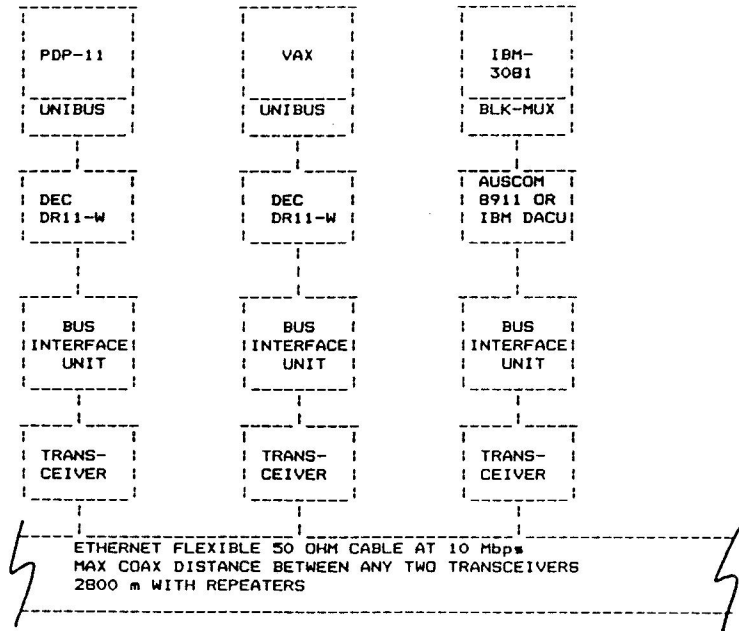 PDP-11
UNIBUS
DEC
DR11-W
BUS
INTERFACE
UNIT
TRANS-
CEIVER
VAX
UNIBUS
DEC
DR11-W
BUS
INTERFACE
UNIT
TRANS-
CEIVER
IBM-
3081
BLK-MUX
AUSCOM
8911 OR
IBM DACU
BUS
INTERFACE
UNIT
TRANS-
CEIVER
ETHERNET FLEXIBLE 50 OHM CABLE AT 10 Mbps
MAX COAX DISTANCE BETWEEN ANY TWO TRANSCEIVERS
2800 m WITH REPEATERS